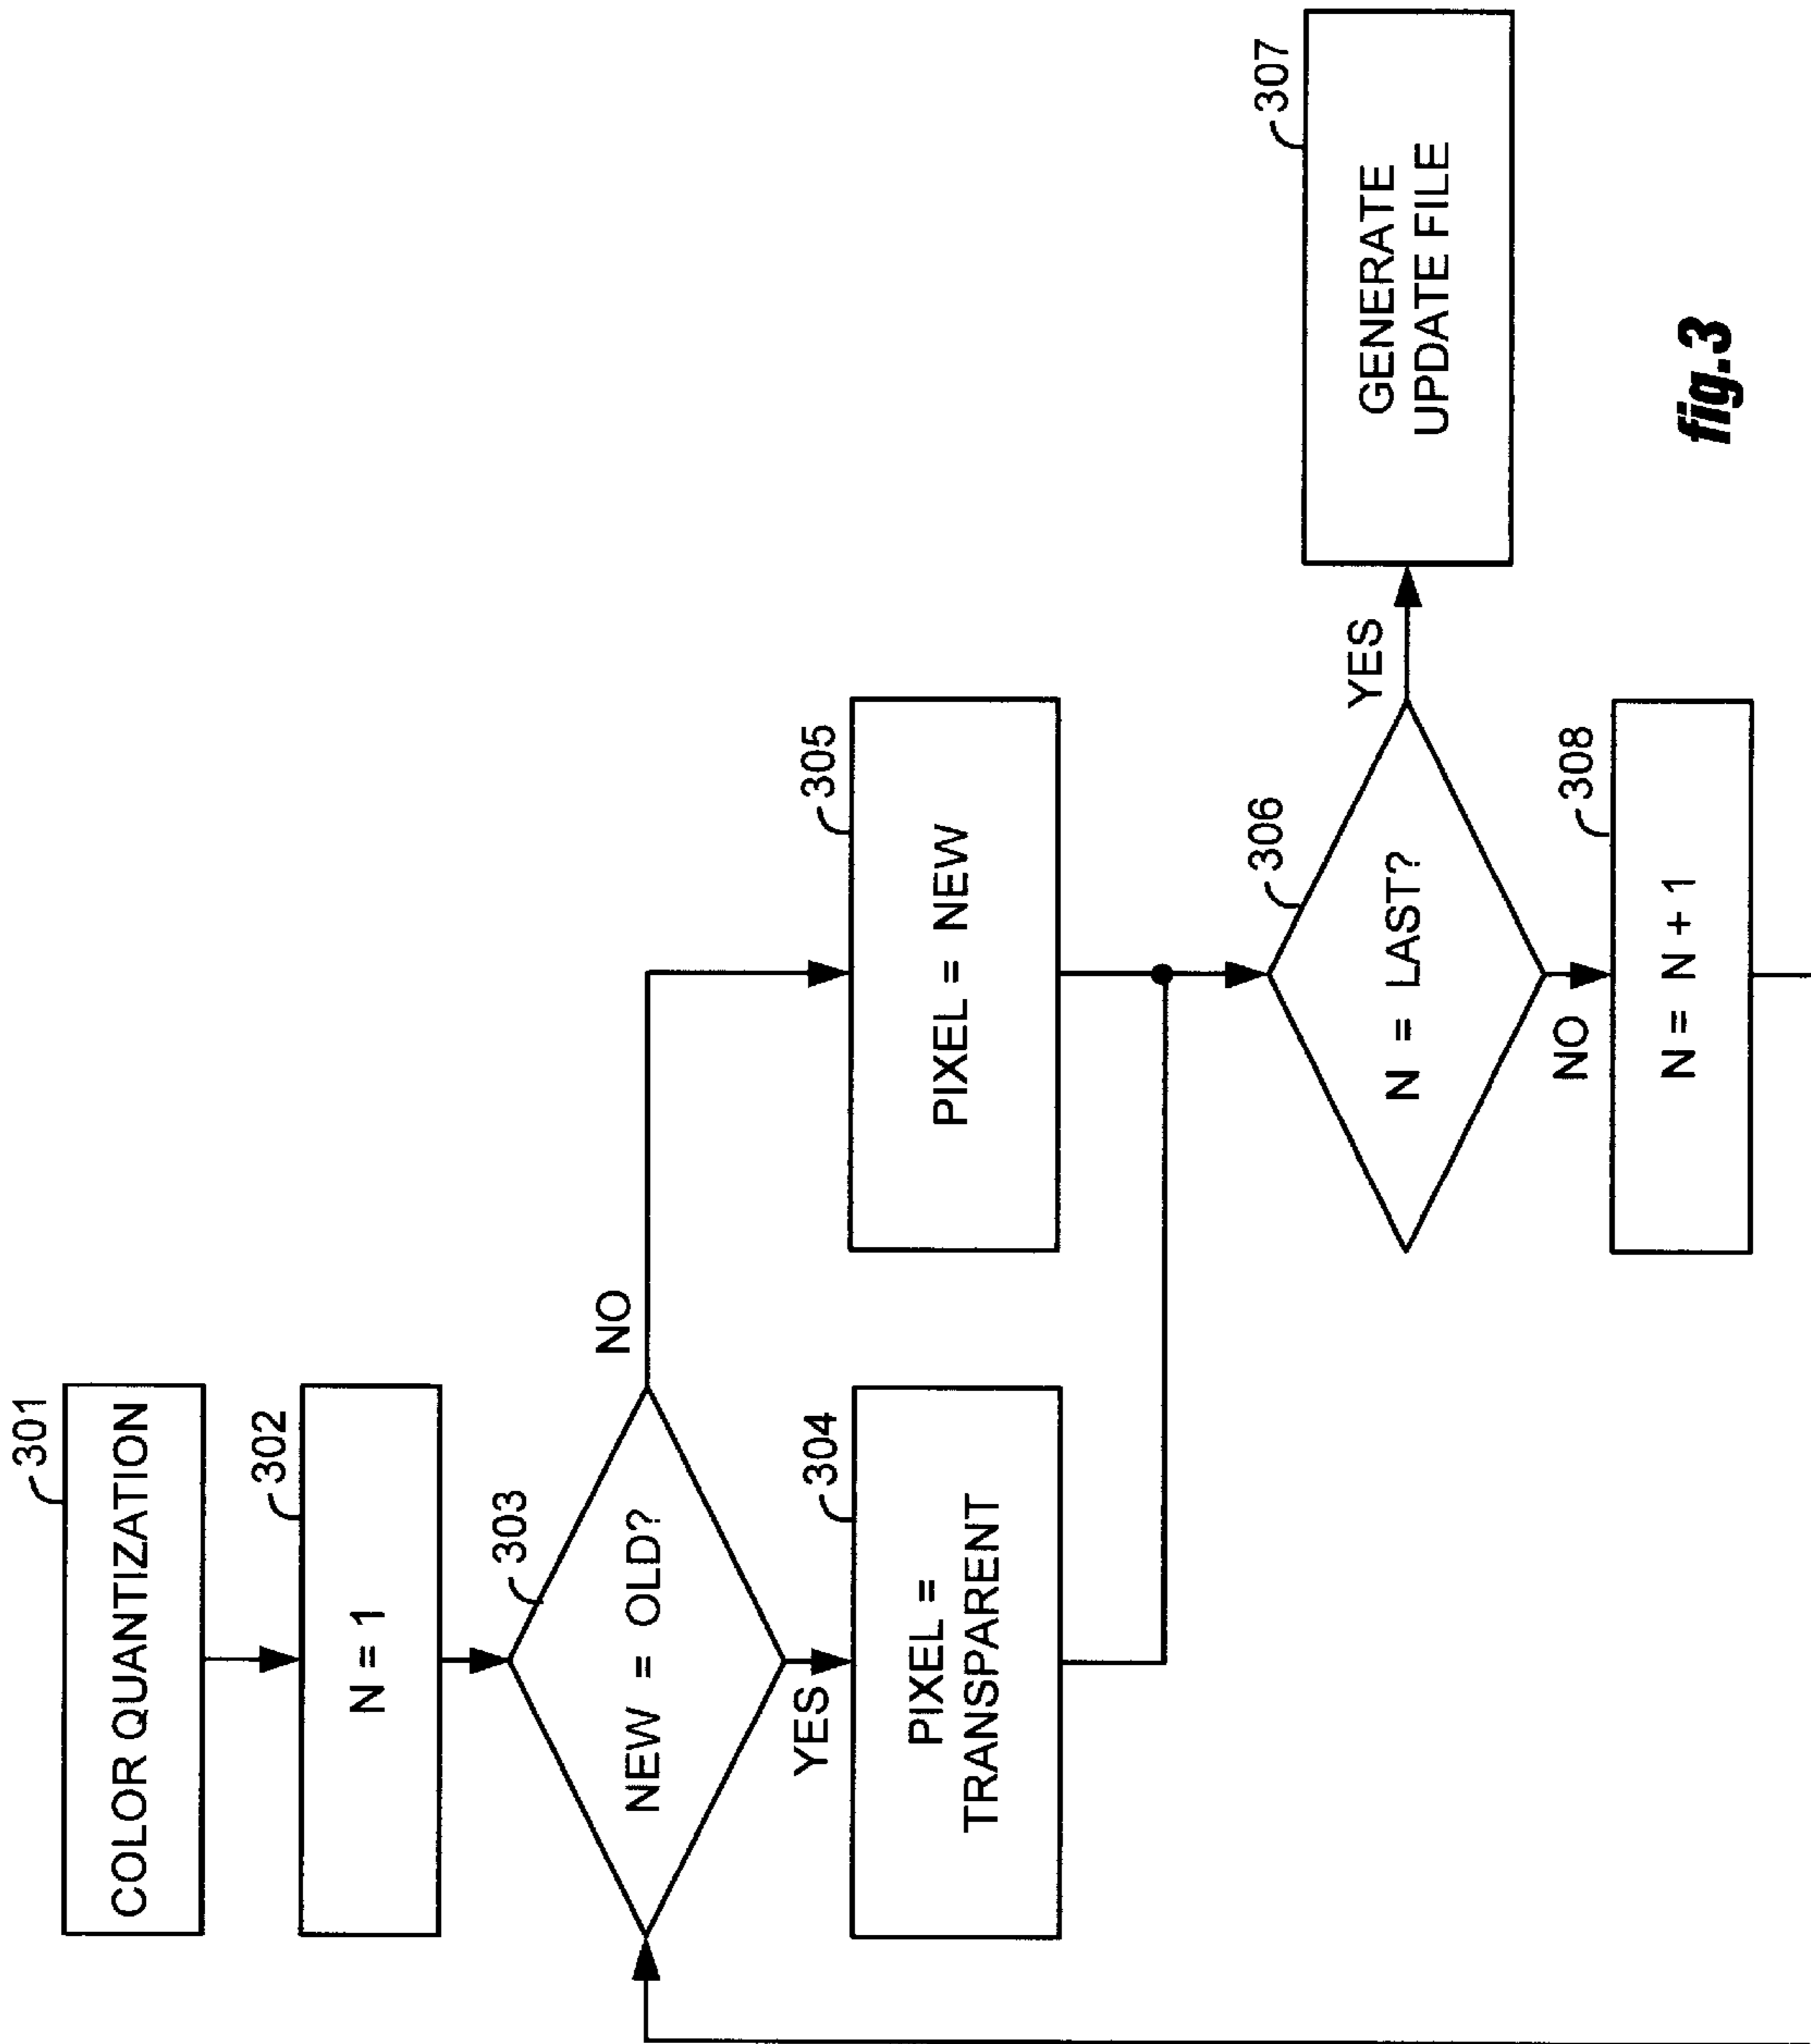 301
COLOR QUANTIZATION
302
N = 1
303
NEW = OLD?
NO
YES
304
PIXEL =
TRANSPARENT
305
PIXEL = NEW
306
N = LAST?
YES
NO
307
GENERATE
UPDATE FILE
308
N = N + 1
fig.3